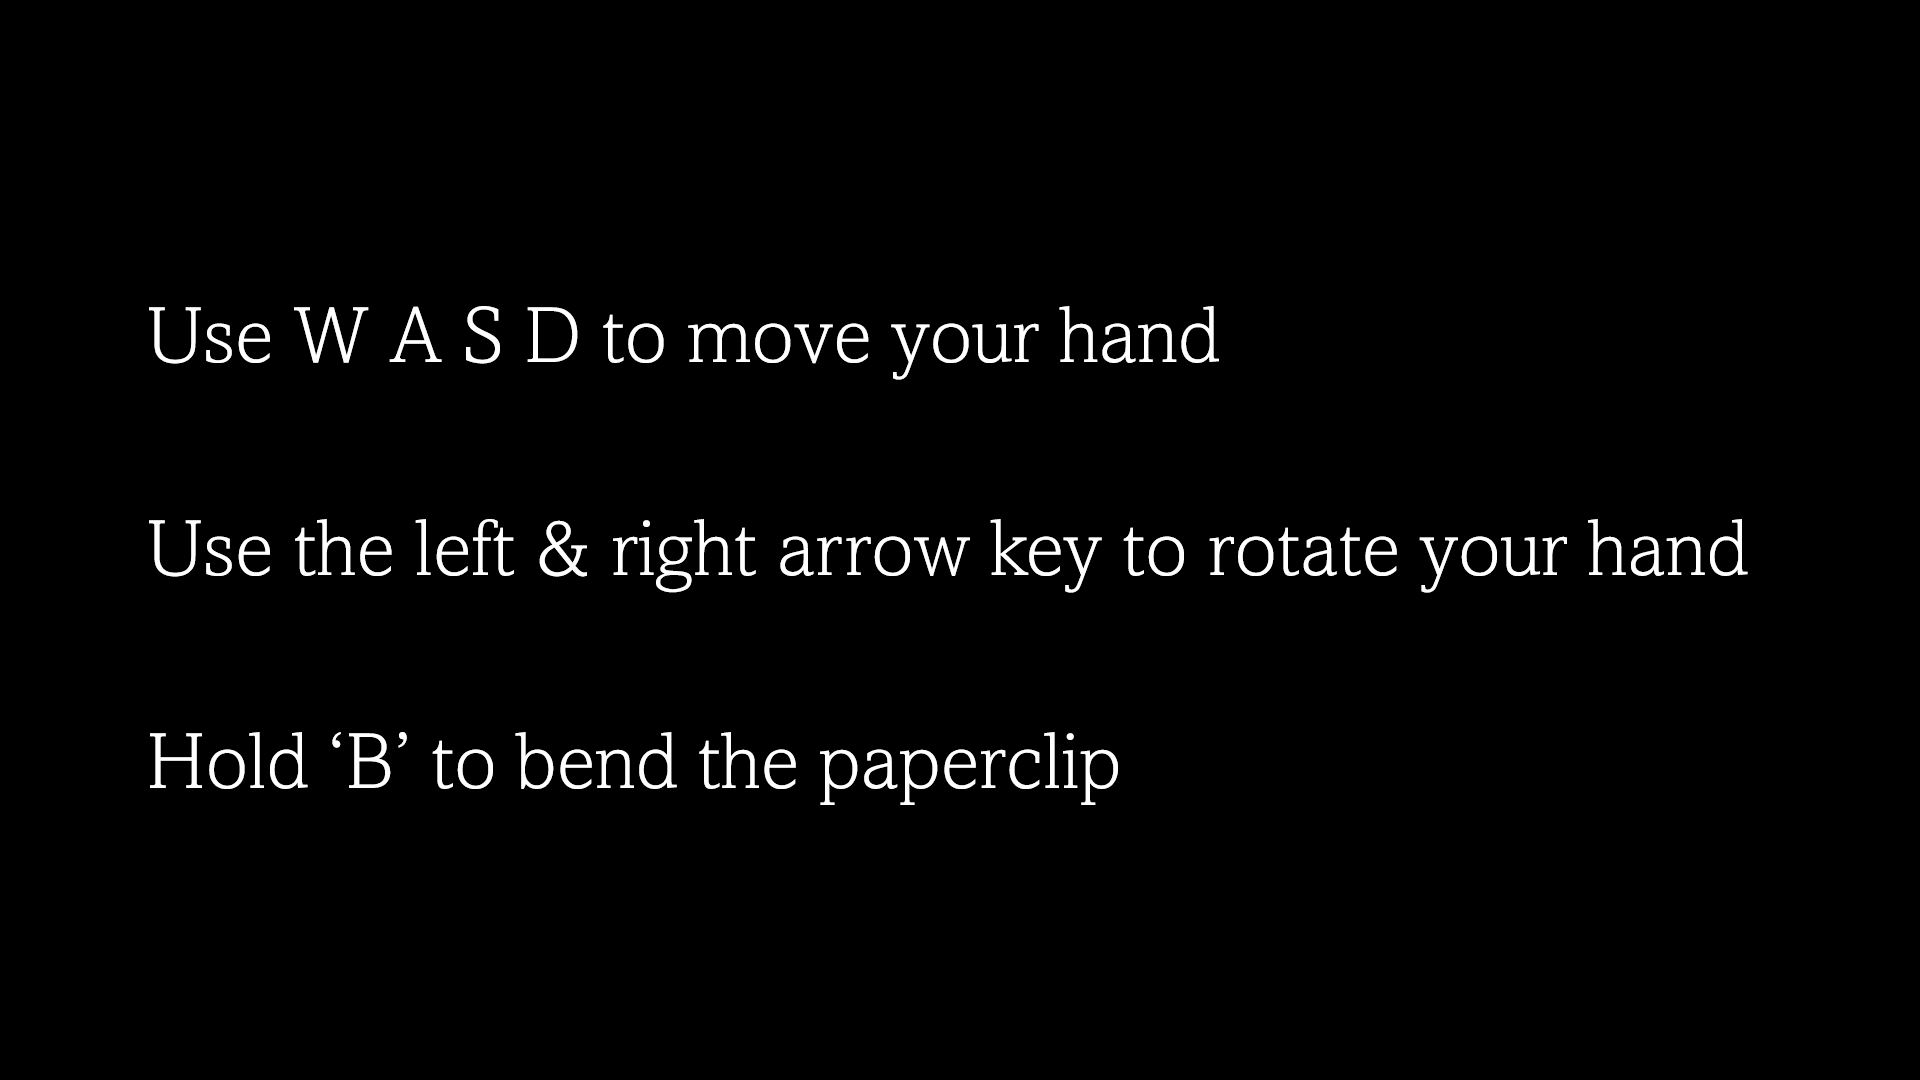 Use W A S D to move your hand
Use the left & right arrow key to rotate your hand
Hold ‘B’ to bend the paperclip